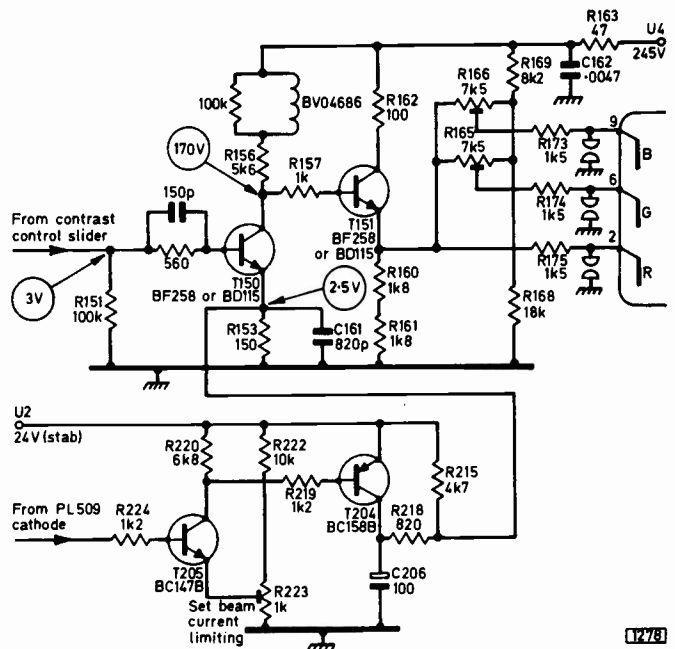 R163
47
U4
245V
R169
8k2
C162
·0047
100k
BV04686
R162
100
R166
7k5
R165
7k5
9
R173
1k5
B
R156
5k6
170V
R157
1k
6
R174
1k5
G
150p
From contrast
control slider
560
T151
BF258
or BD115
2
R175
1k5
R
3V
R151
100k
T150
BF258 or BD115
2·5V
R160
1k8
R153
150
C161
820p
R161
1k8
R168
18k
U2
24V (stab)
R220
6k8
R222
10k
R219
1k2
T204
BC158B
R215
4k7
R218
820
From PL509
cathode
R224
1k2
T205
BC147B
R223
1k
Set beam
current
limiting
C206
100
1278